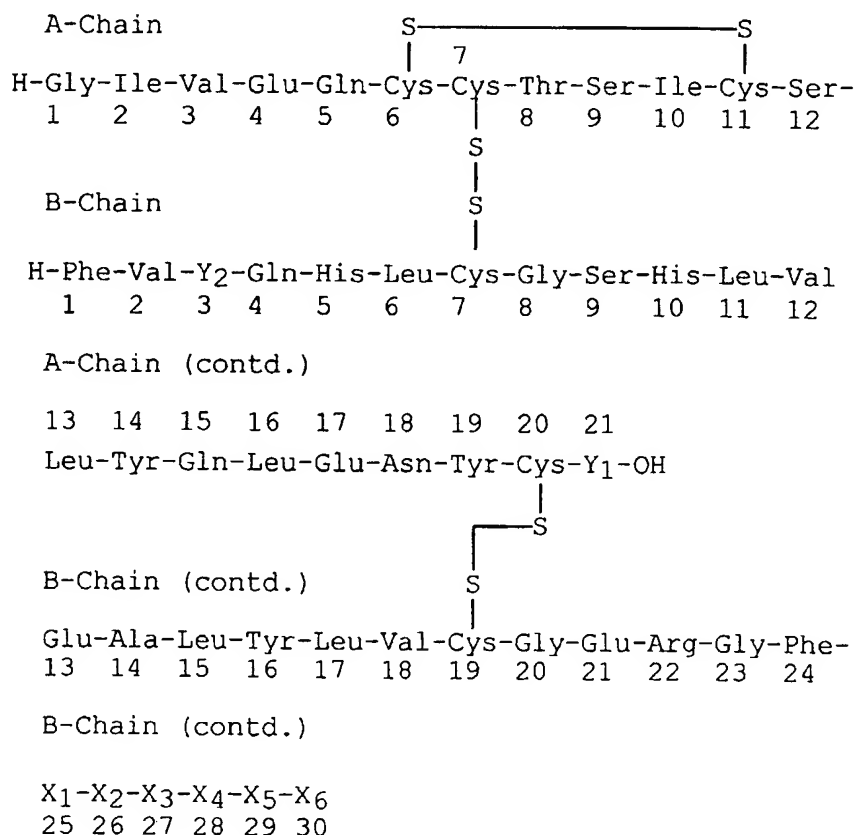 A-Chain
S S
7
H-Gly-Ile-Val-Glu-Gln-Cys-Cys-Thr-Ser-Ile-Cys-Ser-
1 2 3 4 5 6 8 9 10 11 12
S
S
B-Chain
H-Phe-Val-Y2-Gln-His-Leu-Cys-Gly-Ser-His-Leu-Val
1 2 3 4 5 6 7 8 9 10 11 12
A-Chain (contd.)
13 14 15 16 17 18 19 20 21
Leu-Tyr-Gln-Leu-Glu-Asn-Tyr-Cys-Y1-OH
S
S
B-Chain (contd.)
Glu-Ala-Leu-Tyr-Leu-Val-Cys-Gly-Glu-Arg-Gly-Phe-
13 14 15 16 17 18 19 20 21 22 23 24
B-Chain (contd.)
X1-X2-X3-X4-X5-X6
25 26 27 28 29 30